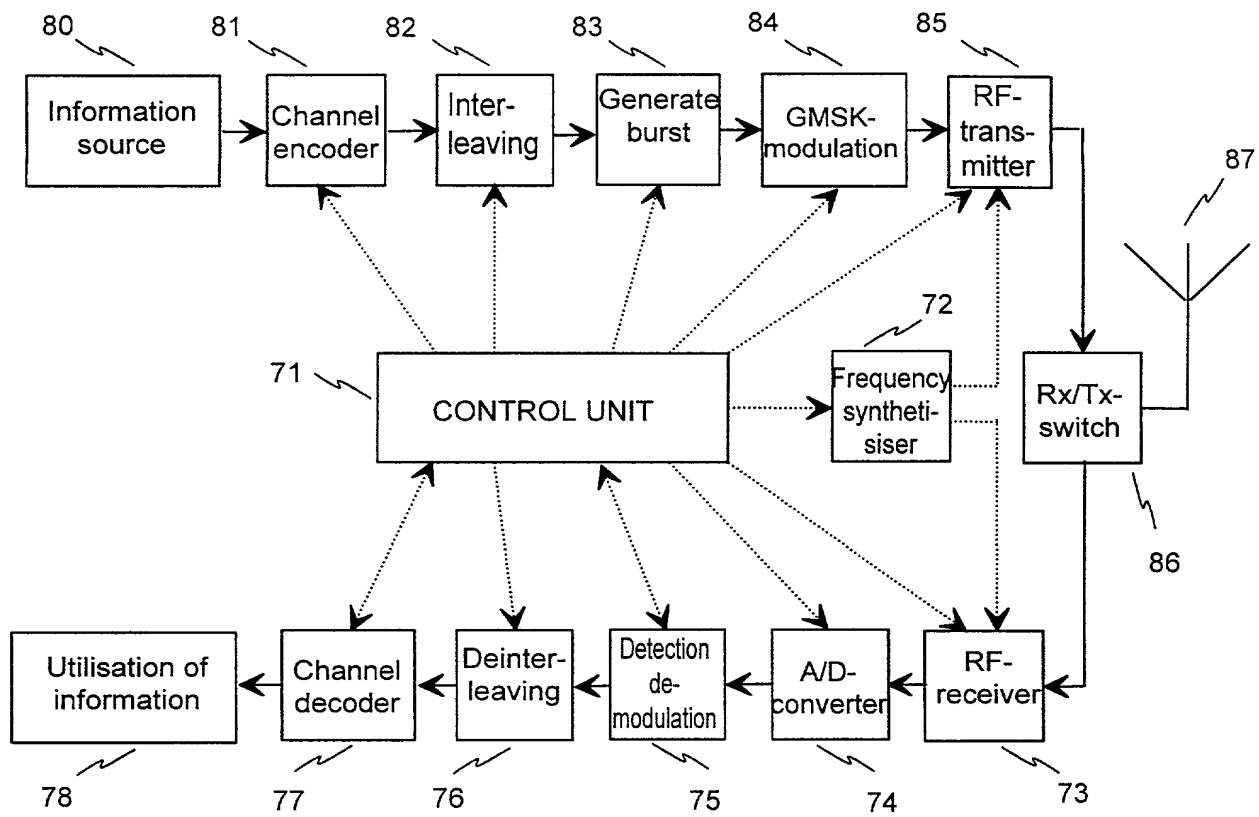 80
81
82
83
84
85
Information
source
Channel
encoder
Inter-
leaving
Generate
burst
GMSK-
modulation
RF-
trans-
mitter
87
71
CONTROL UNIT
72
Frequency
syntheti-
siser
Rx/Tx-
switch
86
Utilisation of
information
Channel
decoder
Deinter-
leaving
Detection
de-
modulation
A/D-
converter
RF-
receiver
78
77
76
75
74
73